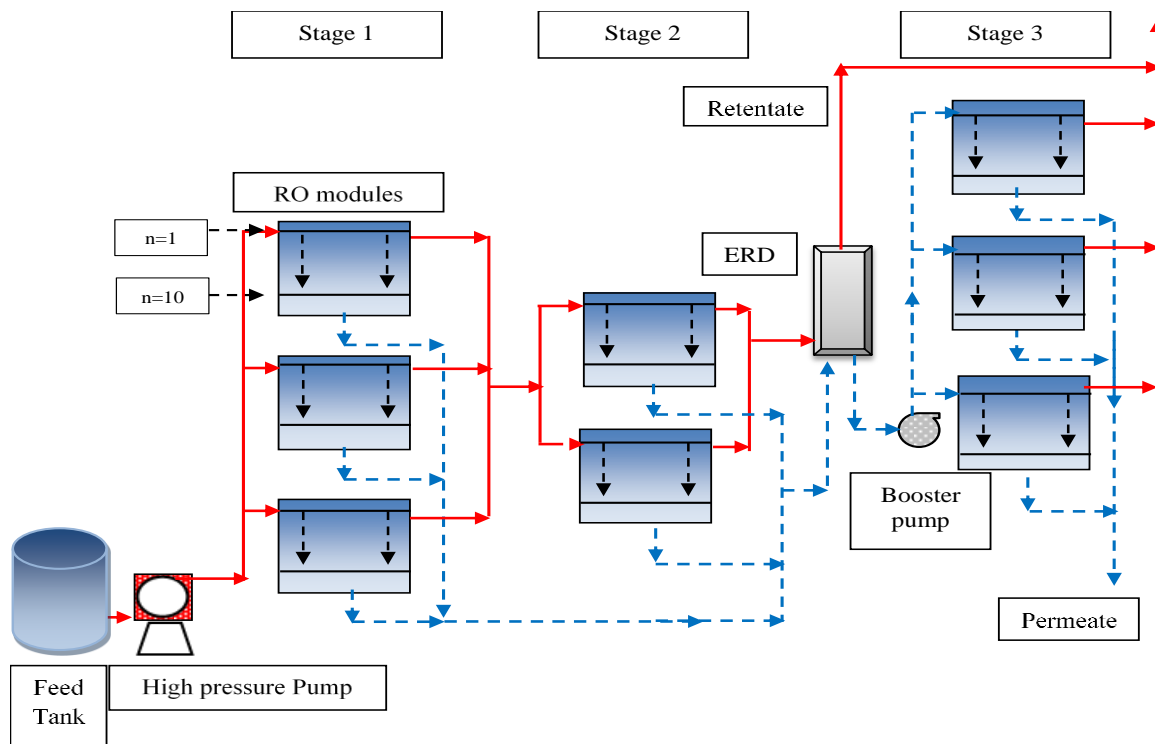 Stage 1
Stage 2
Stage 3
Retentate
RO modules
n=1
ERD
n=10
Booster
pump
Permeate
High pressure Pump
Feed
Tank